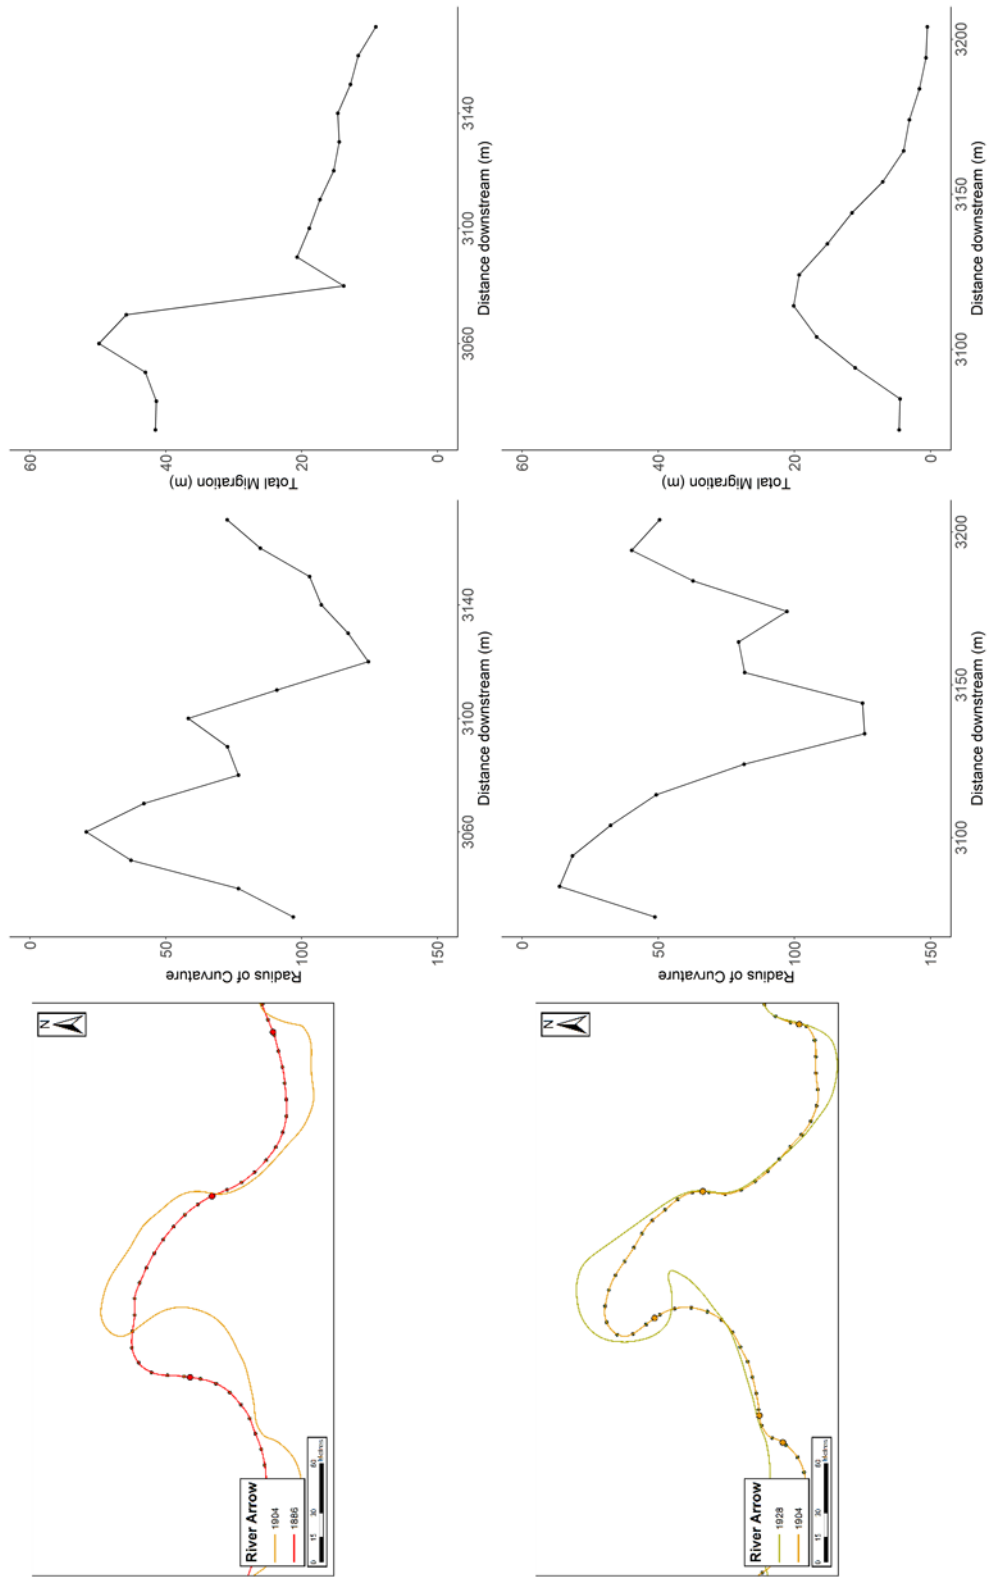 River Arrow
1904
1886
0 15 30 60
Metres
N
Radius of Curvature
0
50
100
150
3060
3100
3140
Distance downstream (m)
Total Migration (m)
60
40
20
0
3060
3100
3140
Distance downstream (m)
River Arrow
1928
1904
0 15 30 60
Metres
N
Radius of Curvature
0
50
100
150
3100
3150
3200
Distance downstream (m)
Total Migration (m)
60
40
20
0
3100
3150
3200
Distance downstream (m)